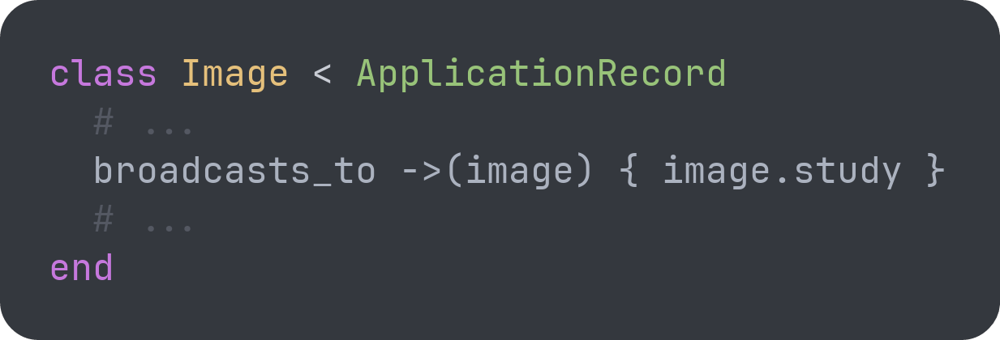 class Image < ApplicationRecord
  # ...
  broadcasts_to ->(image) { image.study }
  # ...
end